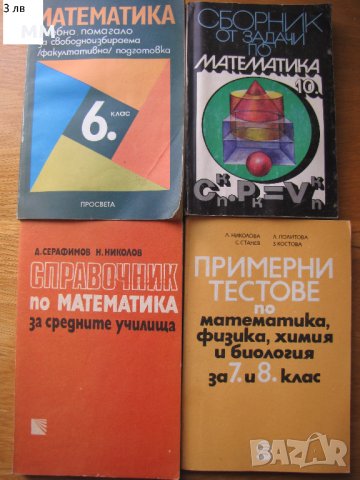 3 лв
МАТЕМАТИКА
помагало
за свободноизбираема
/факултативна/ подготовка
6. клас
ПРОСВЕТА
СБОРНИК
ОТ ЗАДАЧИ
ПО
МАТЕМАТИКА
10.
Д. СЕРАФИМОВ Н. НИКОЛОВ
СПРАВОЧНИК
по МАТЕМАТИКА
за средните училища
Л. НИКОЛОВА Л. ПОЛИТОВА
С. СТАНЕВ З. КОСТОВА
ПРИМЕРНИ
ТЕСТОВЕ
по
математика,
физика, химия
и биология
за 7. и 8. клас
BAZAR